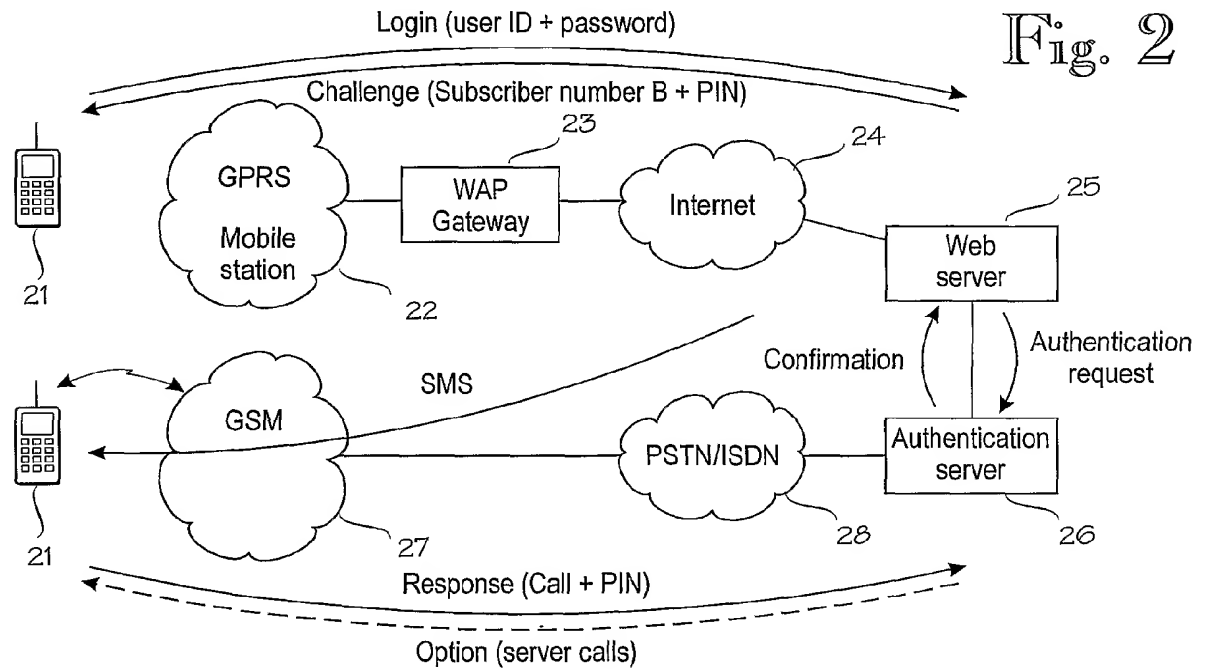 Login (user ID + password)
Fig. 2
Challenge (Subscriber number B + PIN)
23
24
GPRS
WAP
Gateway
Internet
25
Mobile
station
Web
server
21
22
Confirmation
Authentication
request
SMS
GSM
PSTN/ISDN
Authentication
server
21
27
28
26
Response (Call + PIN)
Option (server calls)